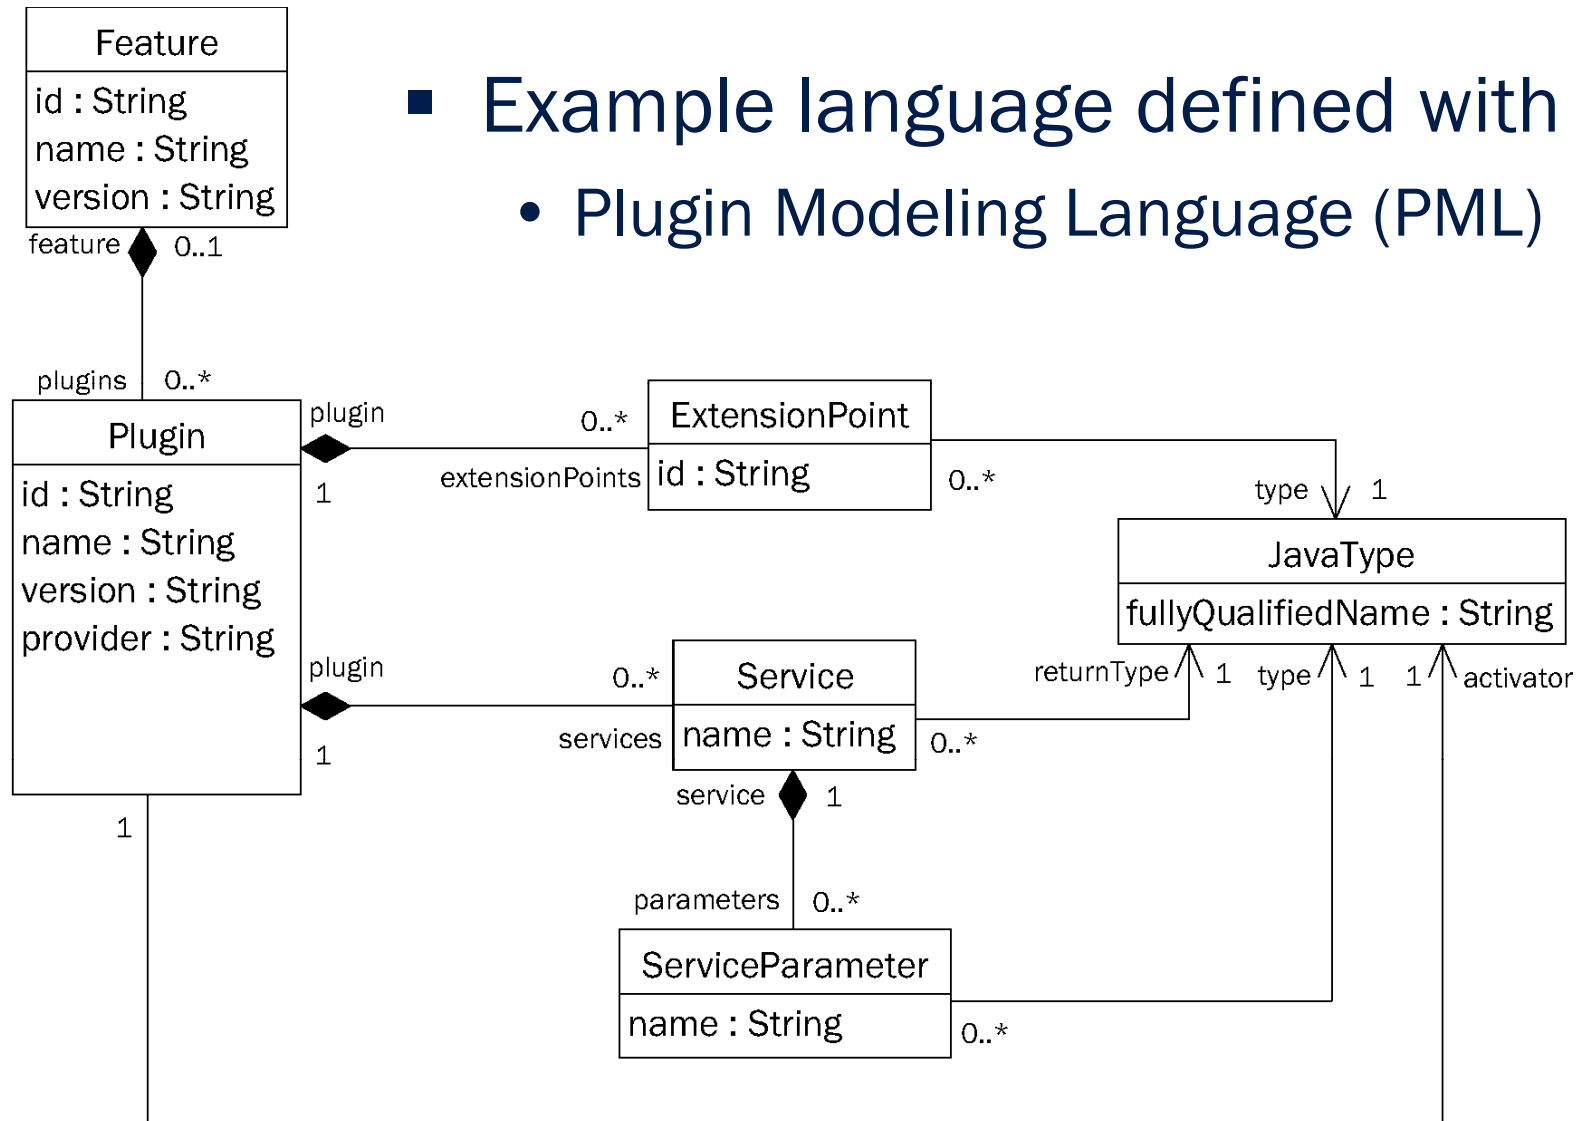 Feature
id : String
name : String
version : String
feature 0..1
▪ Example language defined with
• Plugin Modeling Language (PML)
plugins 0..*
Plugin
id : String
name : String
version : String
provider : String
plugin 0..*
1 extensionPoints
ExtensionPoint
id : String
0..*
type 1
JavaType
fullyQualifiedName : String
plugin 0..*
1 services
Service
name : String
0..*
returnType 1
type 1
1 activator
service 1
parameters 0..*
ServiceParameter
name : String
0..*
1